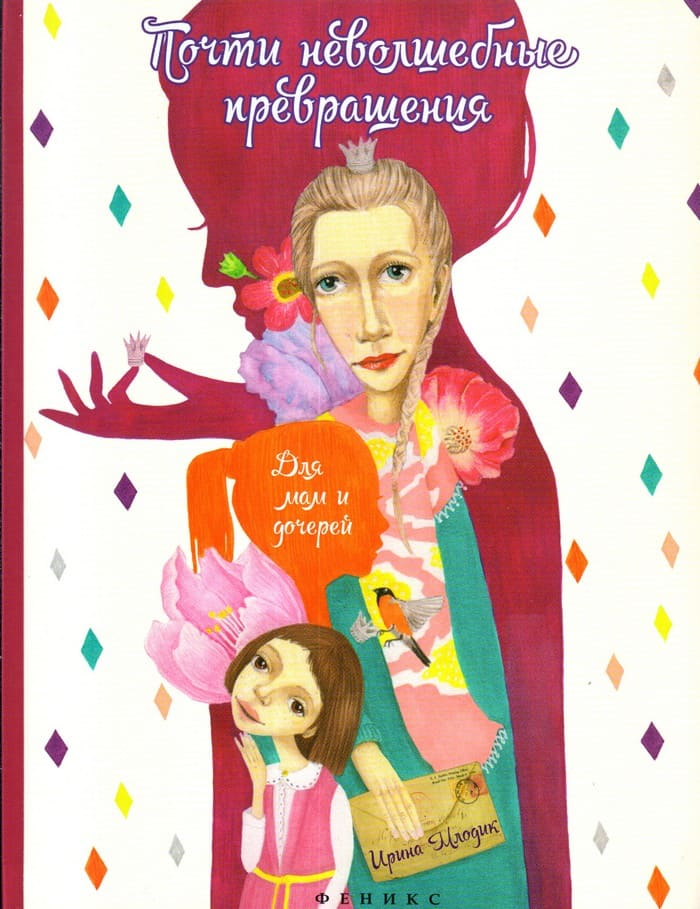 Почти неволшебные
превращения
Для
мам и
дочерей
Ирина Млодик
ФЕНИКС